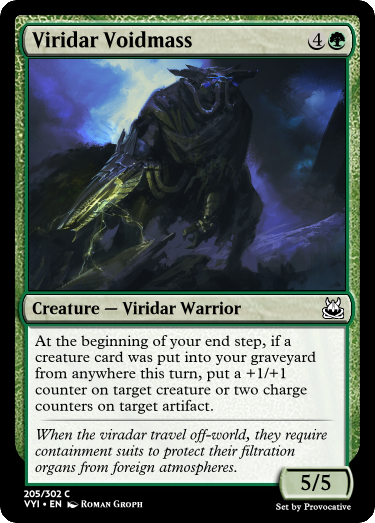 Viridar Voidmass 4
Creature — Viridar Warrior
At the beginning of your end step, if a
creature card was put into your graveyard
from anywhere this turn, put a +1/+1
counter on target creature or two charge
counters on target artifact.
When the viradar travel off-world, they require
containment suits to protect their filtration
organs from foreign atmospheres.
5/5
205/302 C
VYI • EN Roman Groph
Set by Provocative